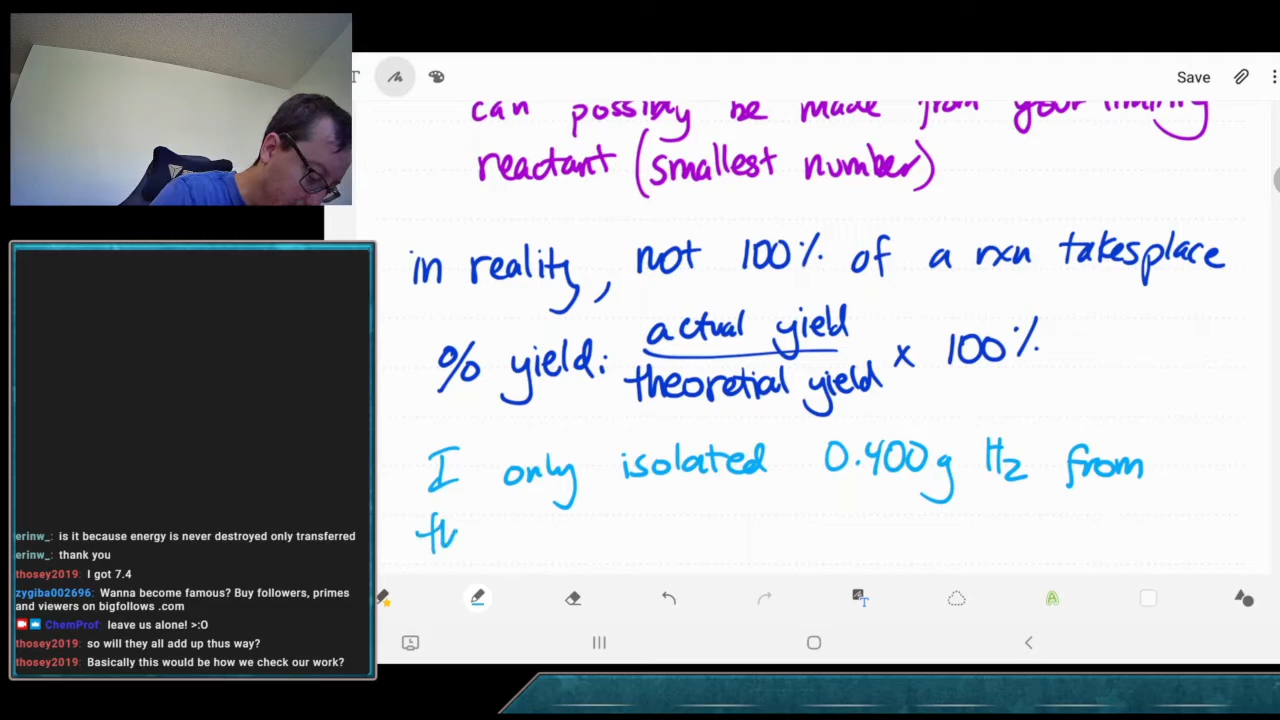 T
Save
can possibly be made from your limiting
reactant (smallest number)
in reality, not 100% of a rxn takes place
% yield: actual yield
theoretial yield x 100%
I only isolated 0.400g H2 from
th
erinw_: is it because energy is never destroyed only transferred
erinw_: thank you
thosey2019: I got 7.4
zygiba002696: Wanna become famous? Buy followers, primes
and viewers on bigfollows .com
ChemProf: leave us alone! >:O
thosey2019: so will they all add up thus way?
thosey2019: Basically this would be how we check our work?
T
A